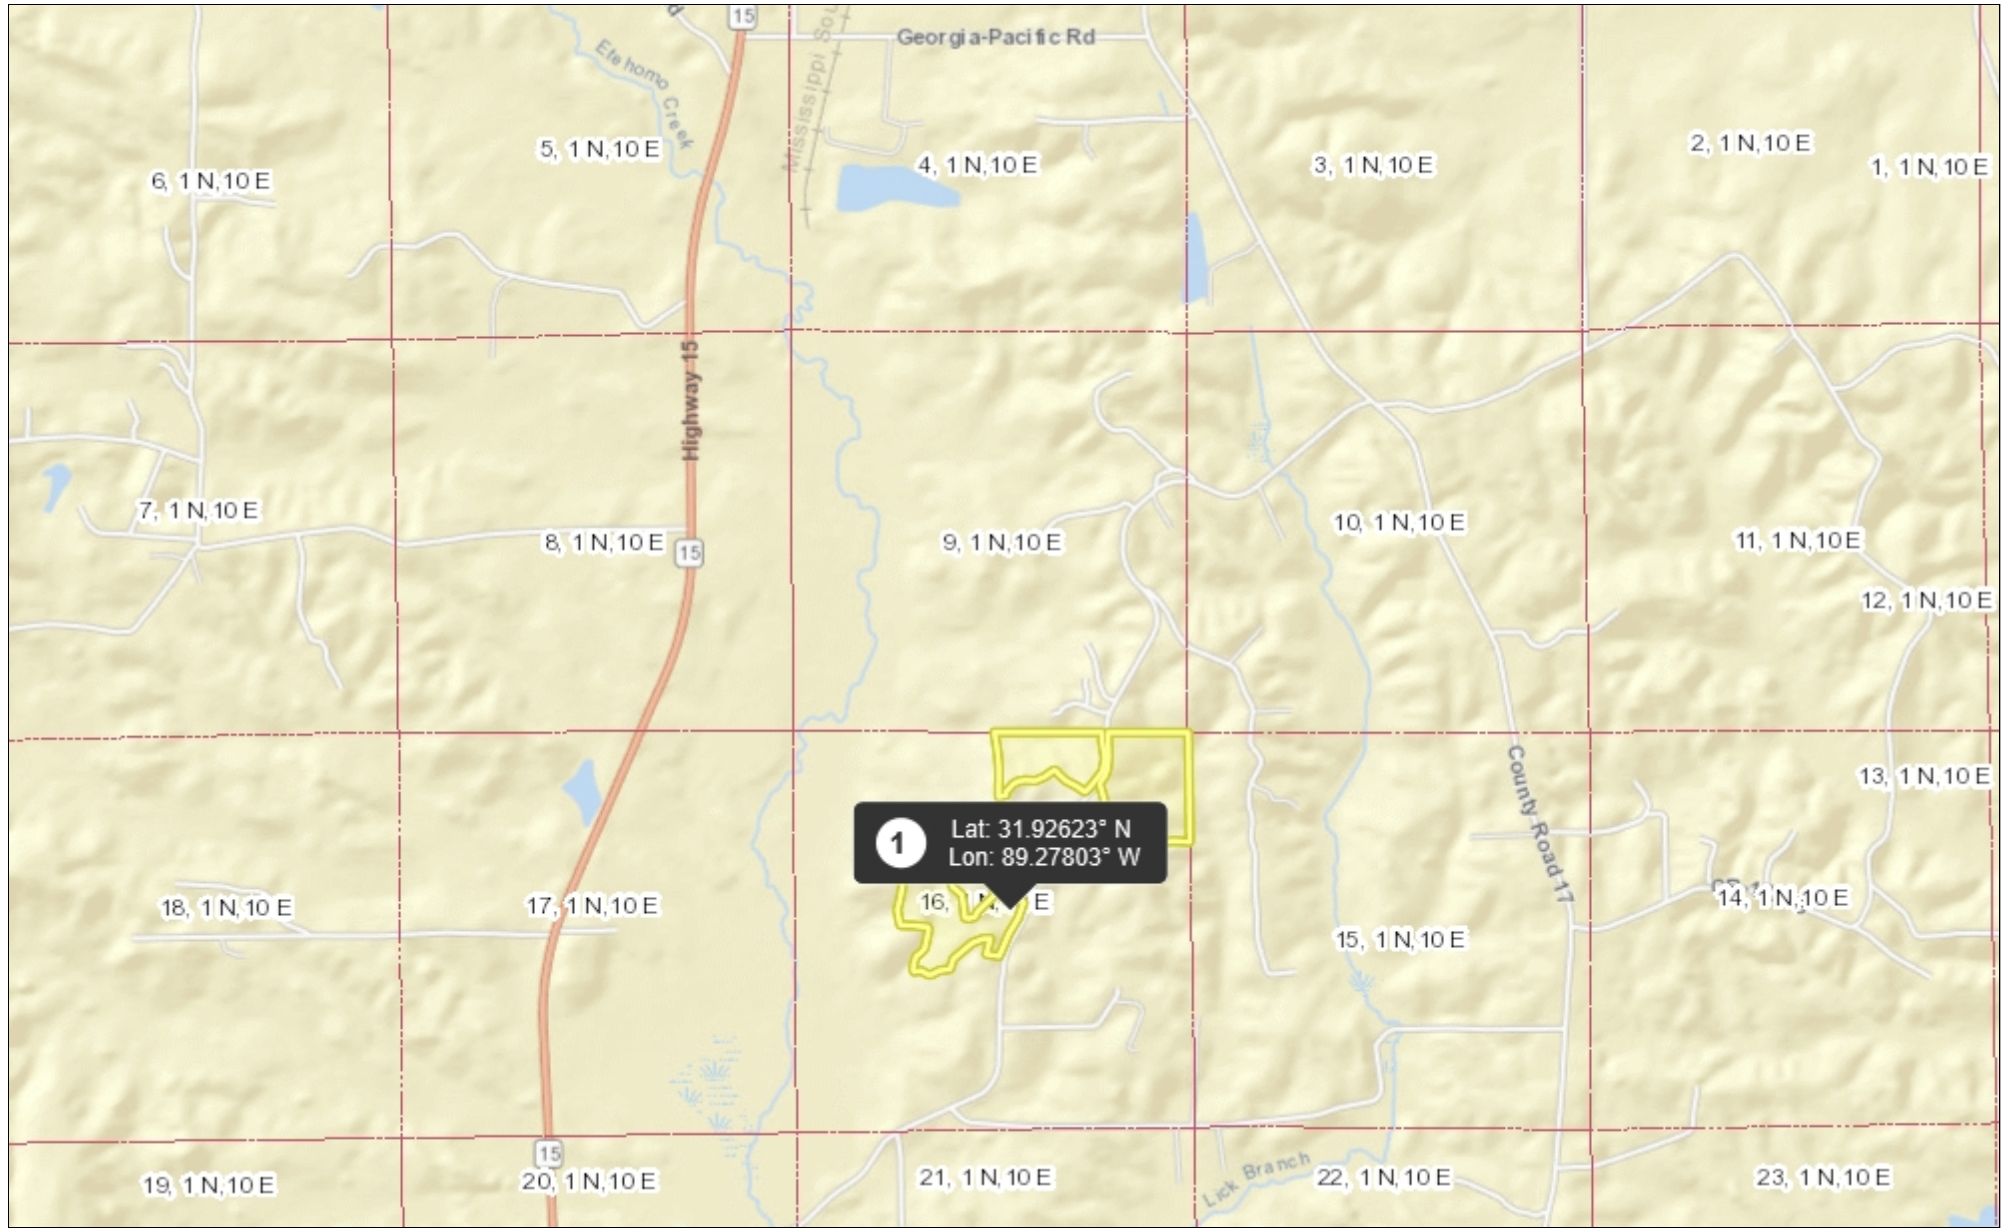 15
Georgia-Pacific Rd
Etehomo Creek
5, 1 N,10 E
4, 1 N,10 E
3, 1 N,10 E
2, 1 N,10 E
1, 1 N,10 E
6, 1 N,10 E
Highway 15
7, 1 N,10 E
8, 1 N,10 E
15
9, 1 N,10 E
10, 1 N,10 E
11, 1 N,10 E
12, 1 N,10 E
13, 1 N,10 E
County Road 17
1
Lat: 31.92623° N
Lon: 89.27803° W
18, 1 N,10 E
17, 1 N,10 E
16, N, E
15, 1 N,10 E
14, 1 N,10 E
15
19, 1 N,10 E
20, 1 N,10 E
21, 1 N,10 E
Lick Branch
22, 1 N,10 E
23, 1 N,10 E
Mississippi